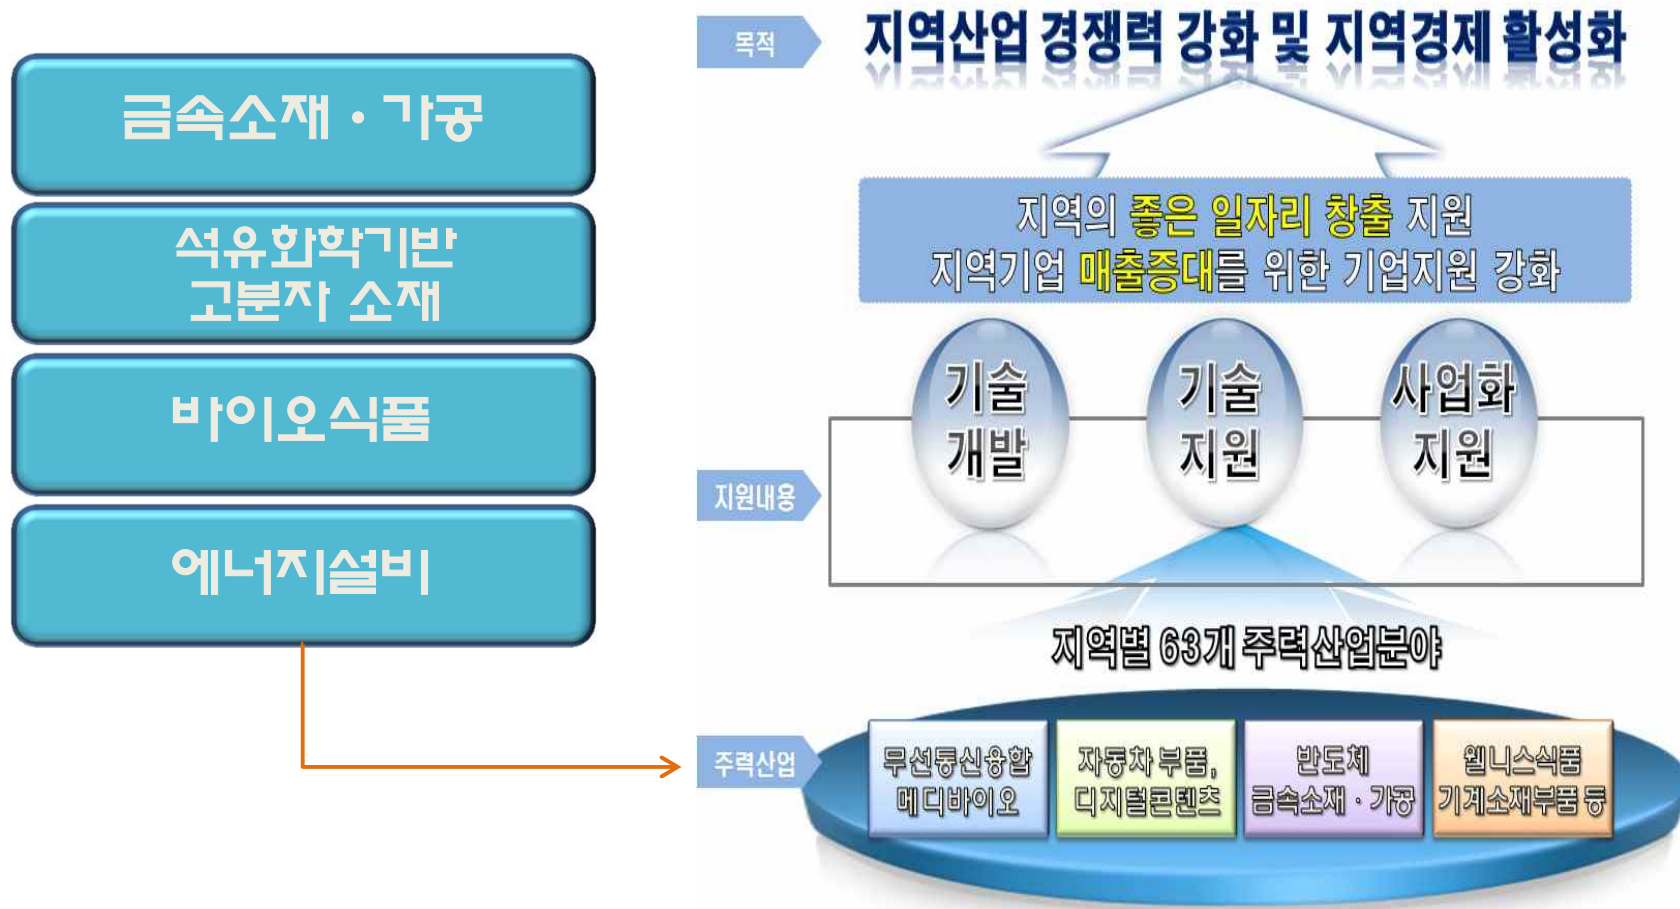 금속소재 · 가공
석유화학기반
고분자 소재
바이오식품
에너지설비
목적
지역산업 경쟁력 강화 및 지역경제 활성화
지역의 좋은 일자리 창출 지원
지역기업 매출증대를 위한 기업지원 강화
지원내용
기술
개발
기술
지원
사업화
지원
지역별 63개 주력산업분야
주력산업
무선통신융합
메디바이오
자동차 부품,
디지털콘텐츠
반도체
금속소재 · 가공
웰니스식품
기계소재부품 등